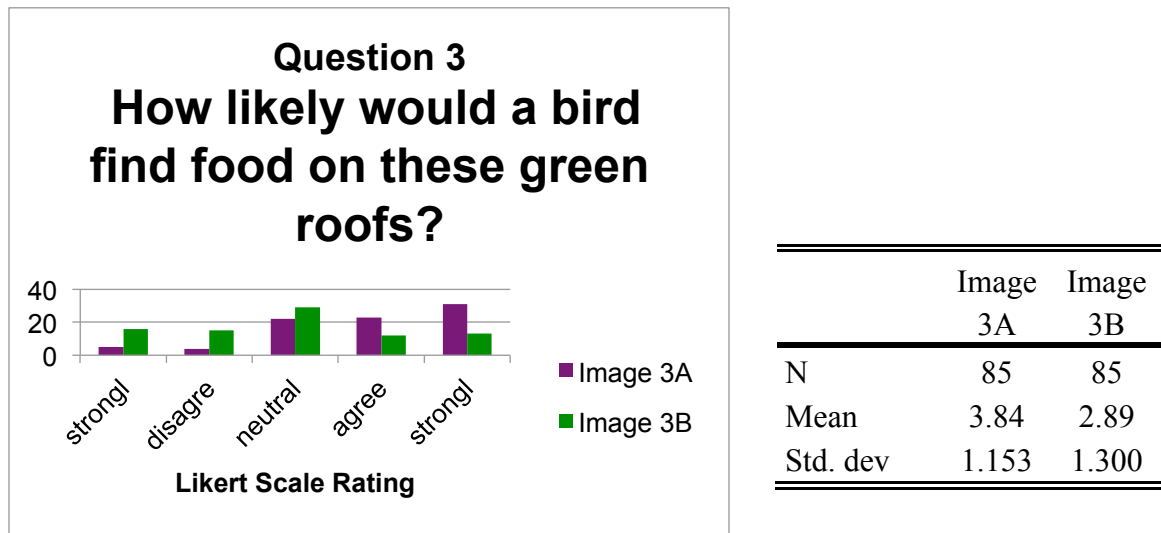 Question 3
How likely would a bird
find food on these green
roofs?
40
20
0
strongl
disagre
neutral
agree
strongl
Likert Scale Rating
Image 3A
Image 3B
Image Image
3A 3B
N 85 85
Mean 3.84 2.89
Std. dev 1.153 1.300